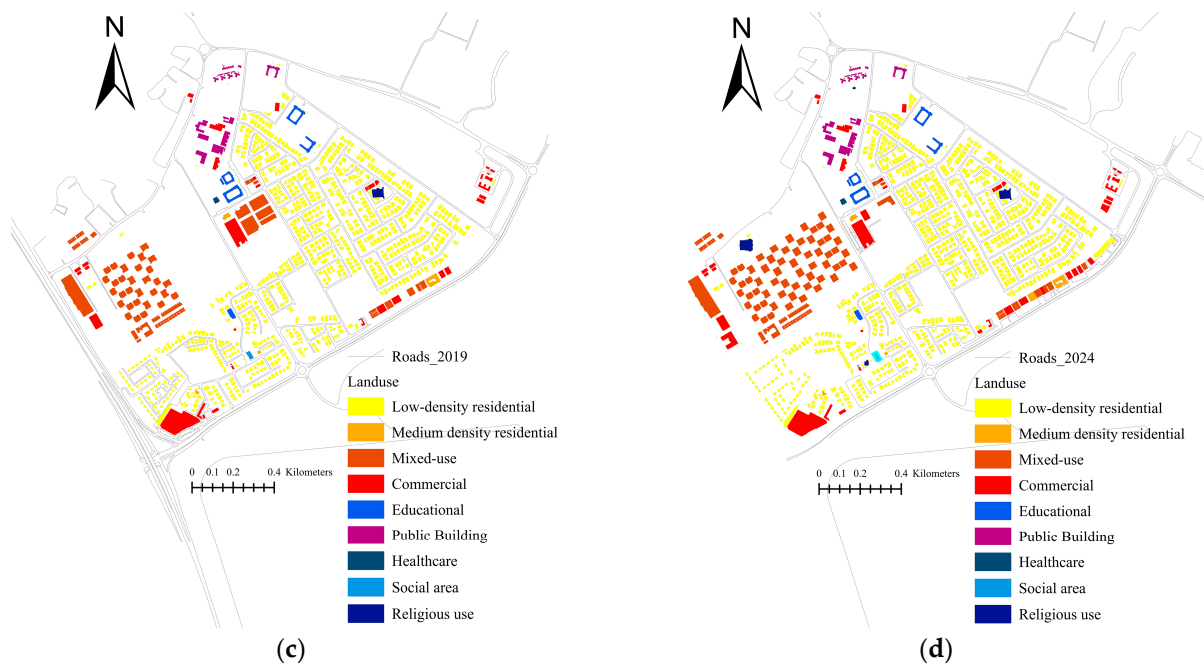 N
Roads_2019
Landuse
Low-density residential
Medium density residential
Mixed-use
Commercial
Educational
Public Building
Healthcare
Social area
Religious use
0 0.1 0.2 0.4 Kilometers
(c)
N
Roads_2024
Landuse
Low-density residential
Medium density residential
Mixed-use
Commercial
Educational
Public Building
Healthcare
Social area
Religious use
0 0.1 0.2 0.4 Kilometers
(d)